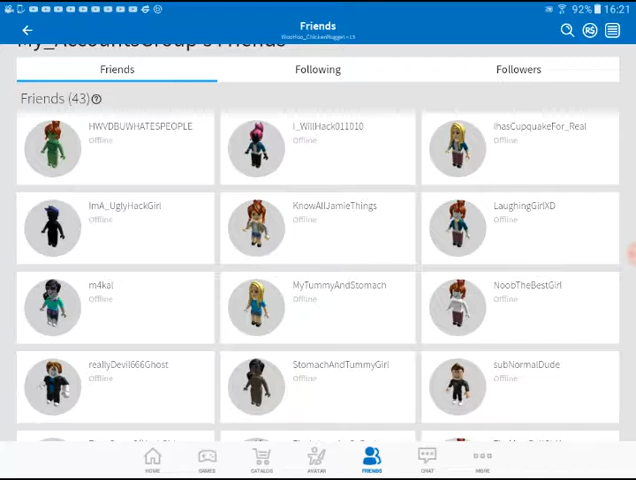 92% 16:21
Friends
My_AccountsGroup's Friends
Friends Following Followers
Friends (43)
HWVDBUWHATESPEOPLE
Offline
I_WillHack011010
Offline
IhasCupquakeFor_Real
Offline
ImA_UglyHackGirl
Offline
KnowAllJamieThings
Offline
LaughingGirlXD
Offline
m4kal
Offline
MyTummyAndStomach
Offline
NoobTheBestGirl
Offline
reallyDevil666Ghost
Offline
StomachAndTummyGirl
Offline
subNormalDude
Offline
HOME GAMES CATALOG AVATAR FRIENDS CHAT MORE